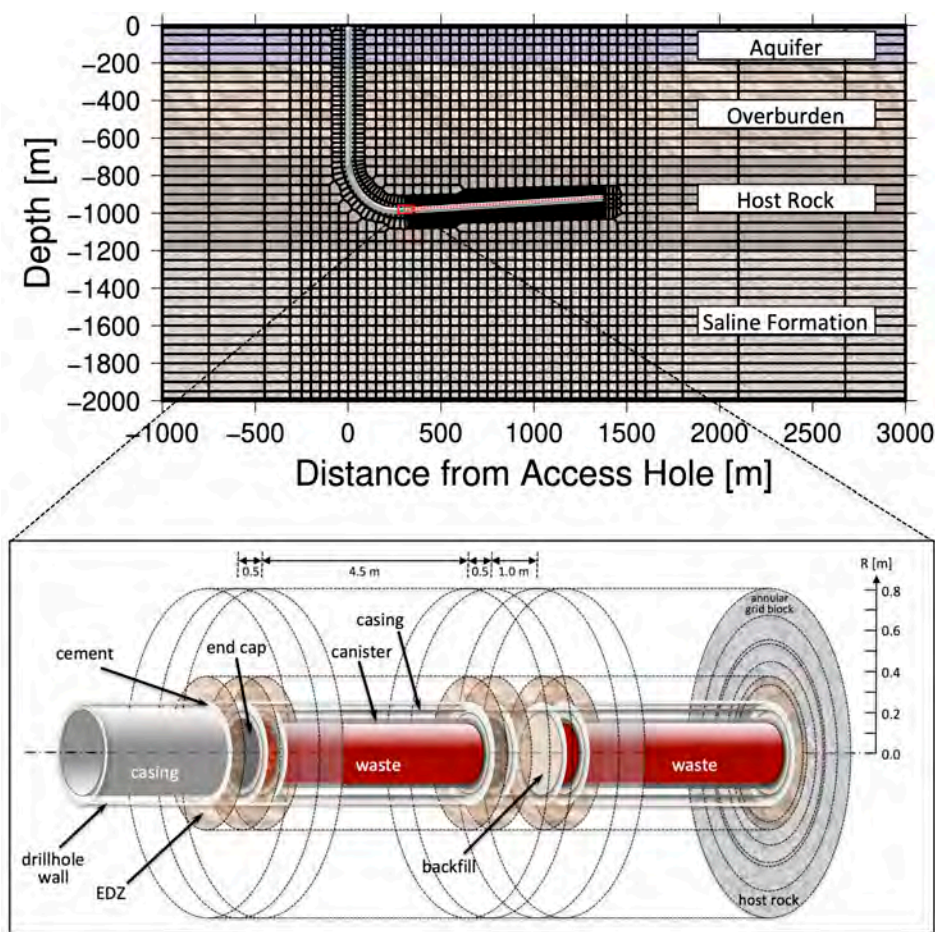 0
−200
−400
−600
−800
−1000
−1200
−1400
−1600
−1800
−2000
Depth [m]
Aquifer
Overburden
Host Rock
Saline Formation
−1000
−500
0
500
1000
1500
2000
2500
3000
Distance from Access Hole [m]
0.5
4.5 m
0.5
1.0 m
R [m]
0.8
0.6
0.4
0.2
0.0
annular
grid block
casing
cement
end cap
canister
casing
waste
waste
drillhole
wall
EDZ
backfill
host rock